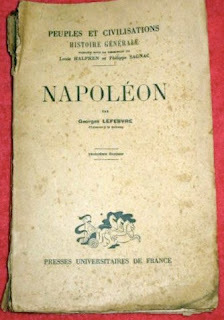 PEUPLES ET CIVILISATIONS
HISTOIRE GÉNÉRALE
Louis HALPHEN et Philippe SAGNAC
NAPOLÉON
PAR
Georges LEFEBVRE
PRESSES UNIVERSITAIRES DE FRANCE